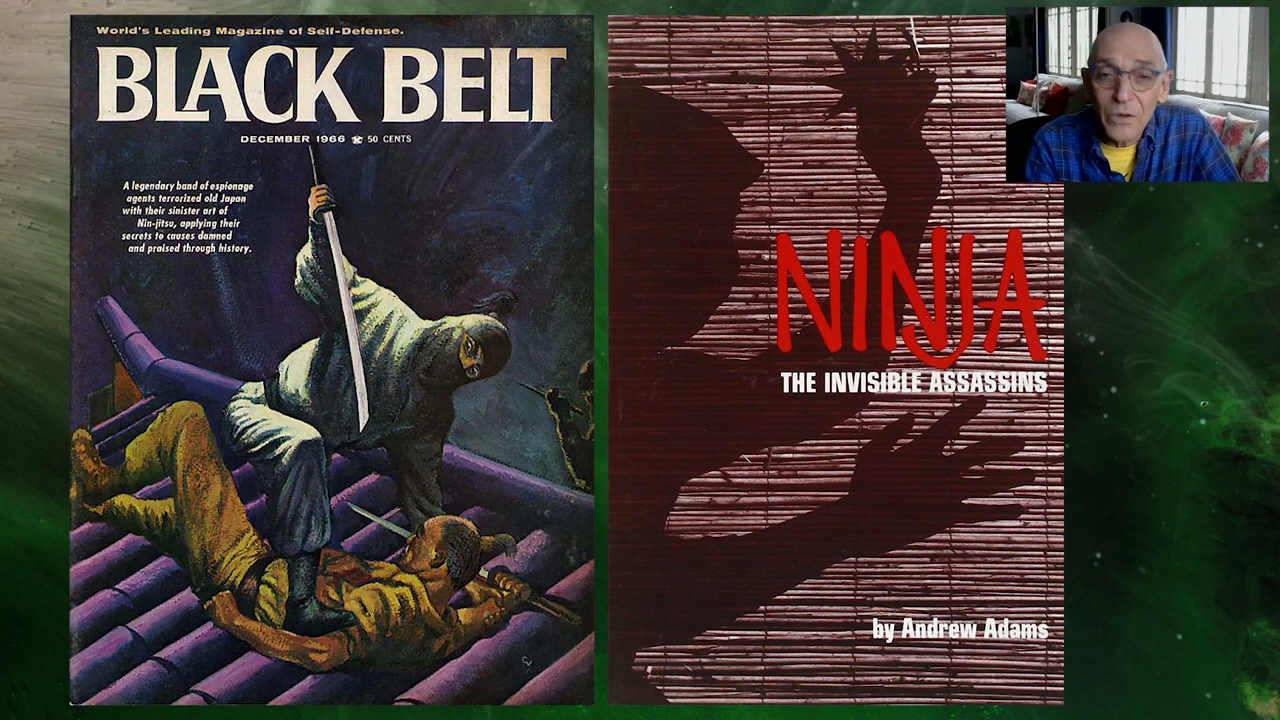 World's Leading Magazine of Self-Defense.
BLACK BELT
DECEMBER 1966 50 CENTS
A legendary band of espionage
agents terrorized old Japan
with their sinister art of
Nin-jitsu, applying their
secrets to causes damned
and praised through history.
NINJA
THE INVISIBLE ASSASSINS
by Andrew Adams